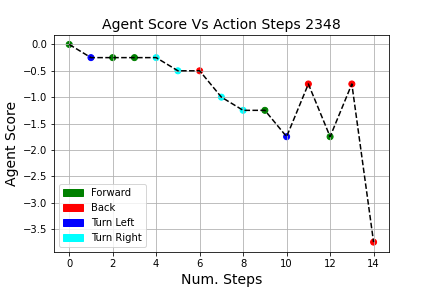 Agent Score Vs Action Steps 2348
Agent Score
0.0
−0.5
−1.0
−1.5
−2.0
−2.5
−3.0
−3.5
Forward
Back
Turn Left
Turn Right
0 2 4 6 8 10 12 14
Num. Steps